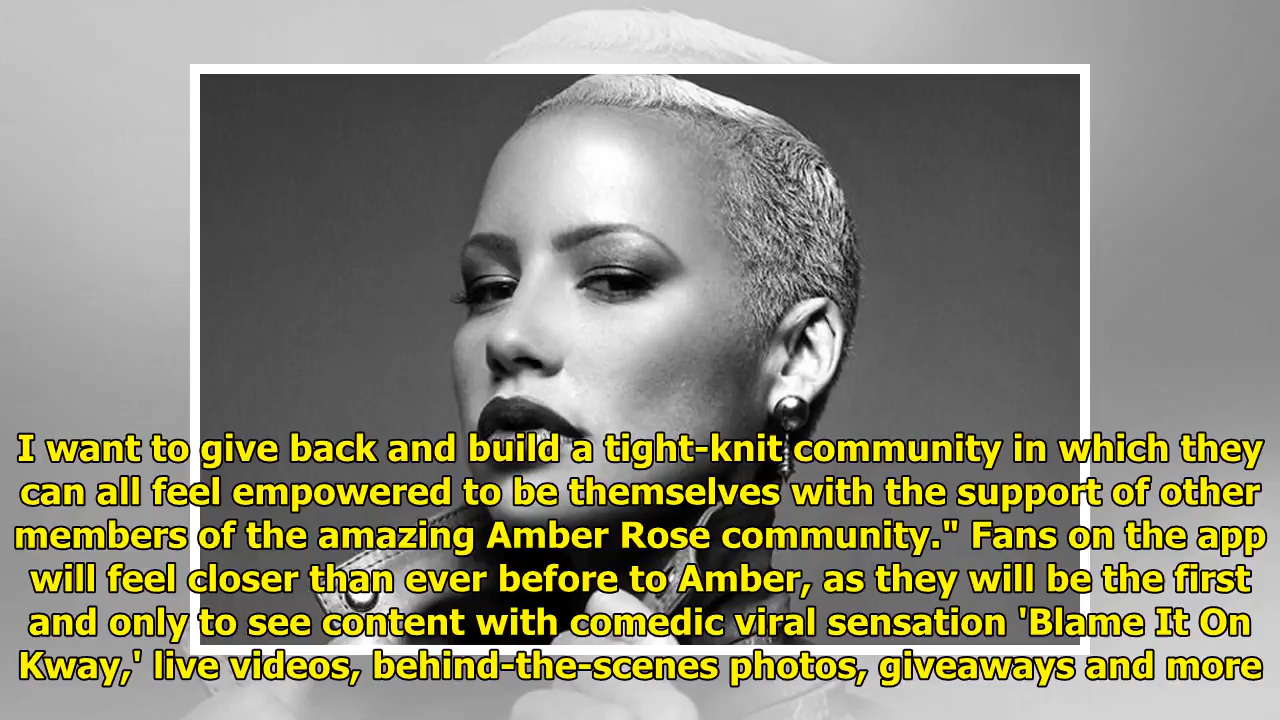 I want to give back and build a tight-knit community in which they
can all feel empowered to be themselves with the support of other
members of the amazing Amber Rose community." Fans on the app
will feel closer than ever before to Amber, as they will be the first
and only to see content with comedic viral sensation 'Blame It On
Kway,' live videos, behind-the-scenes photos, giveaways and more